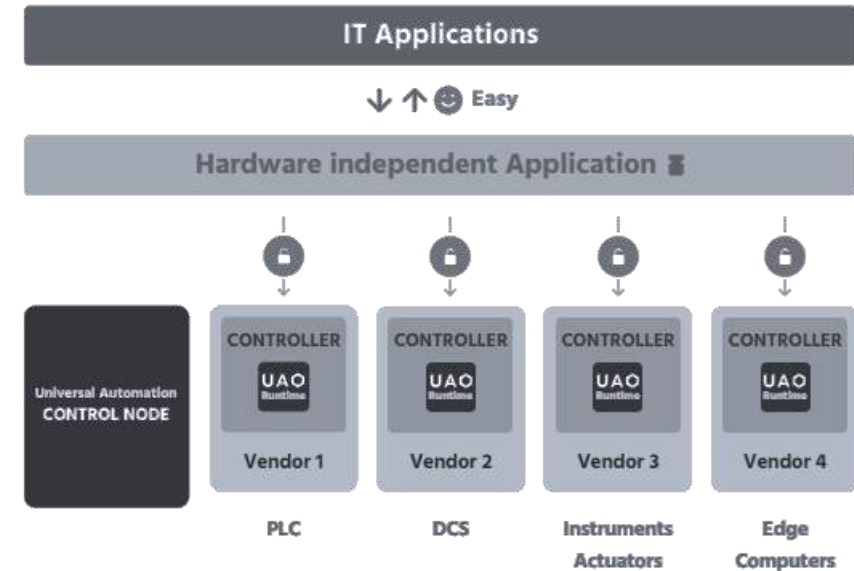 IT Applications
Easy
Hardware independent Application
CONTROLLER CONTROLLER CONTROLLER CONTROLLER
UAO UAO UAO UAO
Runtime Runtime Runtime Runtime
Universal Automation
CONTROL NODE
Vendor 1 Vendor 2 Vendor 3 Vendor 4
PLC DCS Instruments Edge
Actuators Computers